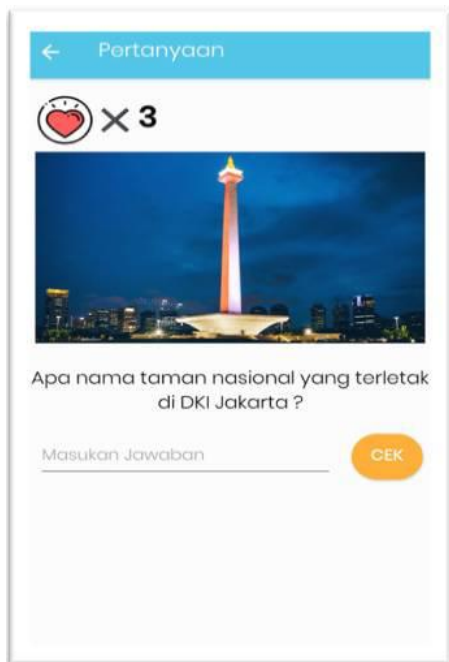 Pertanyaan
× 3
Apa nama taman nasional yang terletak
di DKI Jakarta ?
Masukan Jawaban
CEK